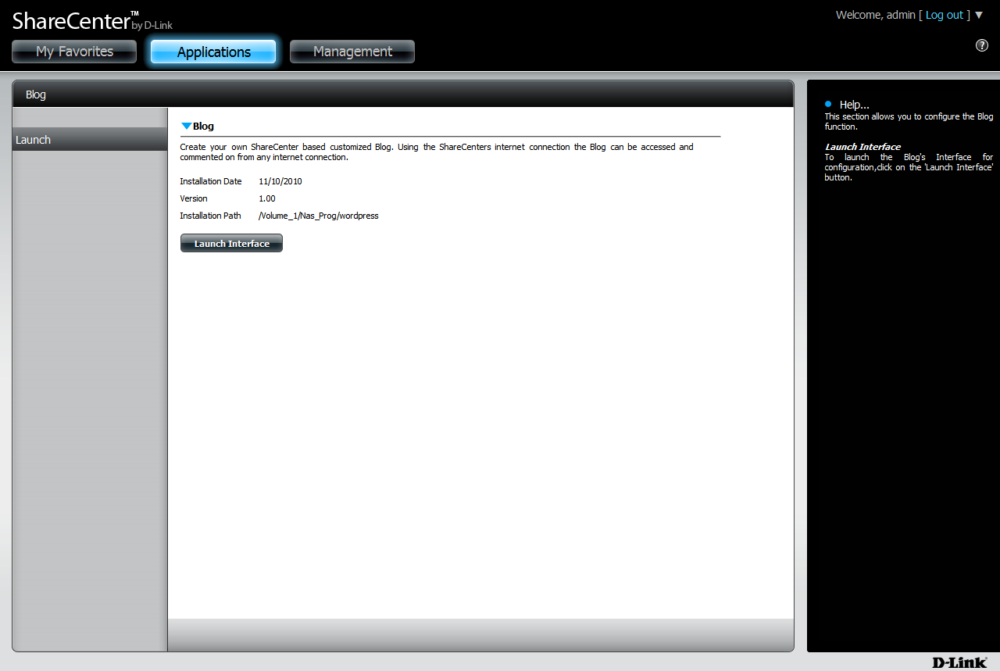 ShareCenter™ by D-Link
Welcome, admin [ Log out ] ▼
My Favorites
Applications
Management
?
Blog
Launch
Blog
Create your own ShareCenter based customized Blog. Using the ShareCenters internet connection the Blog can be accessed and
commented on from any internet connection.
Installation Date 11/10/2010
Version 1.00
Installation Path /Volume_1/Nas_Prog/wordpress
Launch Interface
Help...
This section allows you to configure the Blog
function.
Launch Interface
To launch the Blog's Interface for
configuration,click on the 'Launch Interface'
button.
D-Link